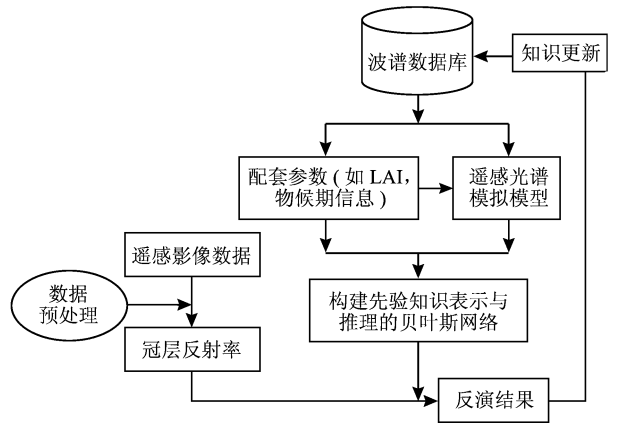 波谱数据库
知识更新
配套参数(如LAI,
物候期信息)
遥感光谱
模拟模型
遥感影像数据
数据
预处理
构建先验知识表示与
推理的贝叶斯网络
冠层反射率
反演结果